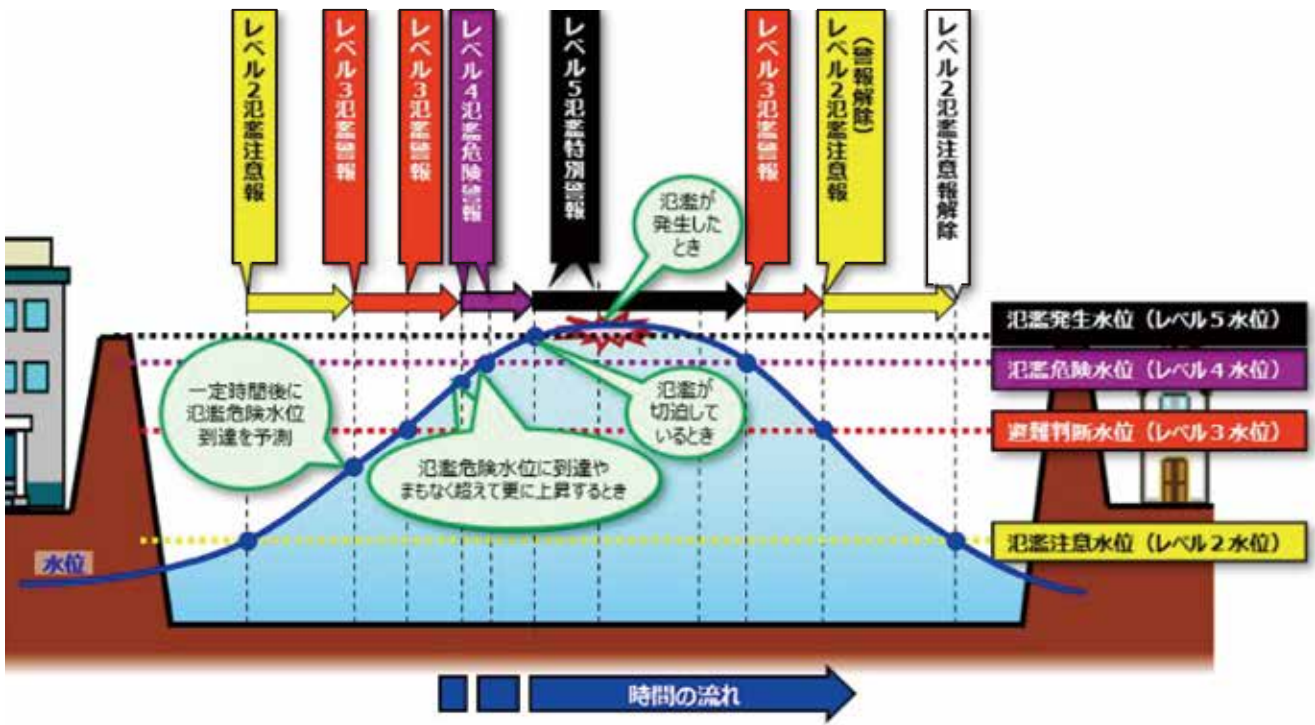 レベル2氾濫注意報
レベル3氾濫警報
レベル3氾濫警報
レベル4氾濫危険警報
レベル5氾濫特別警報
レベル3氾濫警報
レベル2氾濫注意報
（警報解除）
レベル2氾濫注意報解除
氾濫が
発生した
とき
氾濫発生水位（レベル5水位）
氾濫危険水位（レベル4水位）
避難判断水位（レベル3水位）
氾濫注意水位（レベル2水位）
一定時間後に
氾濫危険水位
到達を予測
氾濫が
切迫して
いるとき
氾濫危険水位に到達や
まもなく超えて更に上昇するとき
水位
時間の流れ